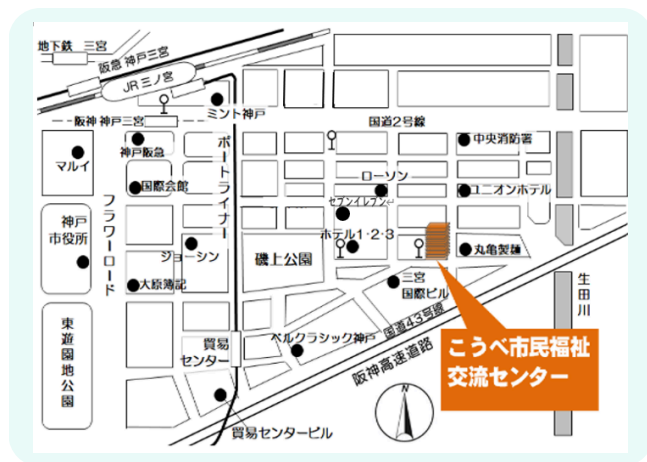 地下鉄 三宮
阪急 神戸三宮
JR 三ノ宮
ミント神戸
阪神 神戸三宮
国道2号線
神戸阪急
マルイ
中央消防署
ポートライナー
ローソン
国際会館
ユニオンホテル
フラワーロード
セブンイレブン
神戸
市役所
ホテル1・2・3
ジョーシン
丸亀製麺
磯上公園
大原簿記
三宮
国際ビル
生田川
国道43号線
東遊園地公園
貿易
センター
ベルクラシック神戸
こうべ市民福祉
交流センター
阪神高速道路
N
貿易センタービル